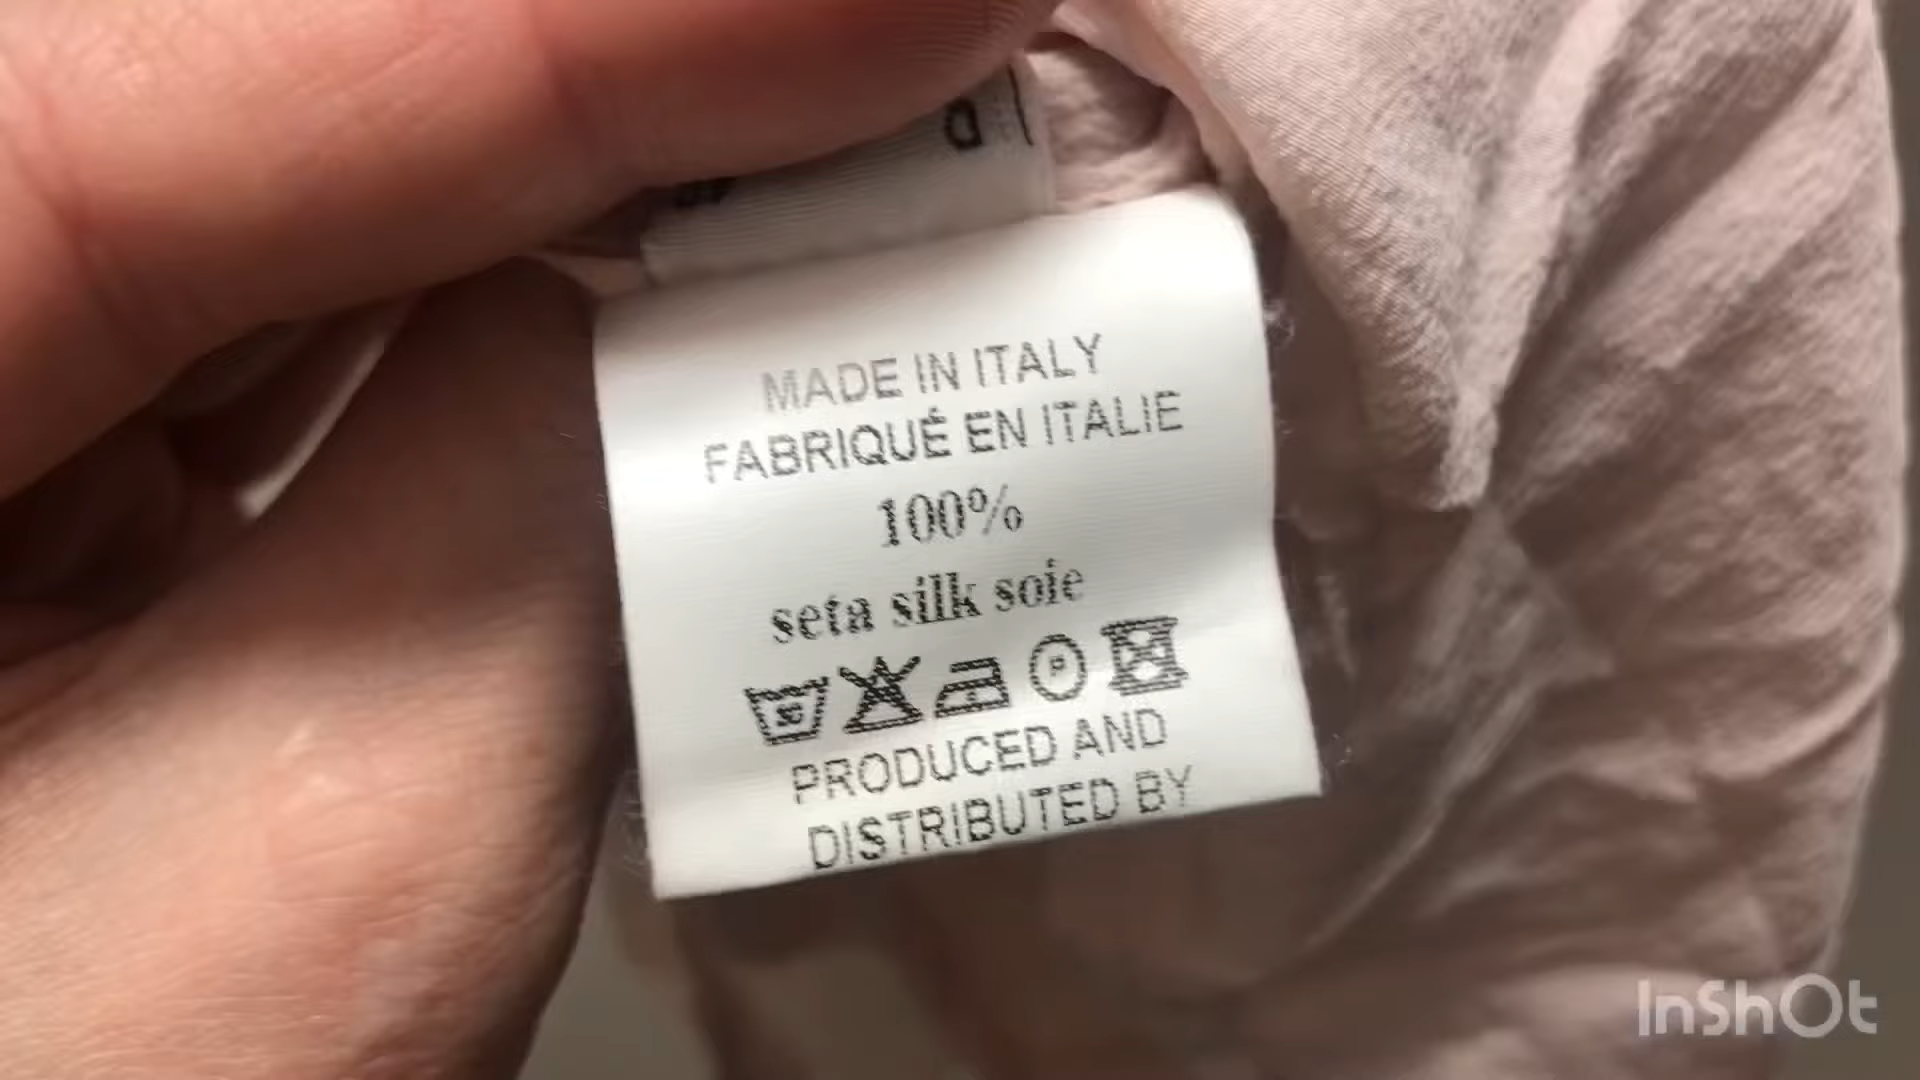 MADE IN ITALY
FABRIQUÉ EN ITALIE
100%
seta silk soie
P
PRODUCED AND
DISTRIBUTED BY
InShOt